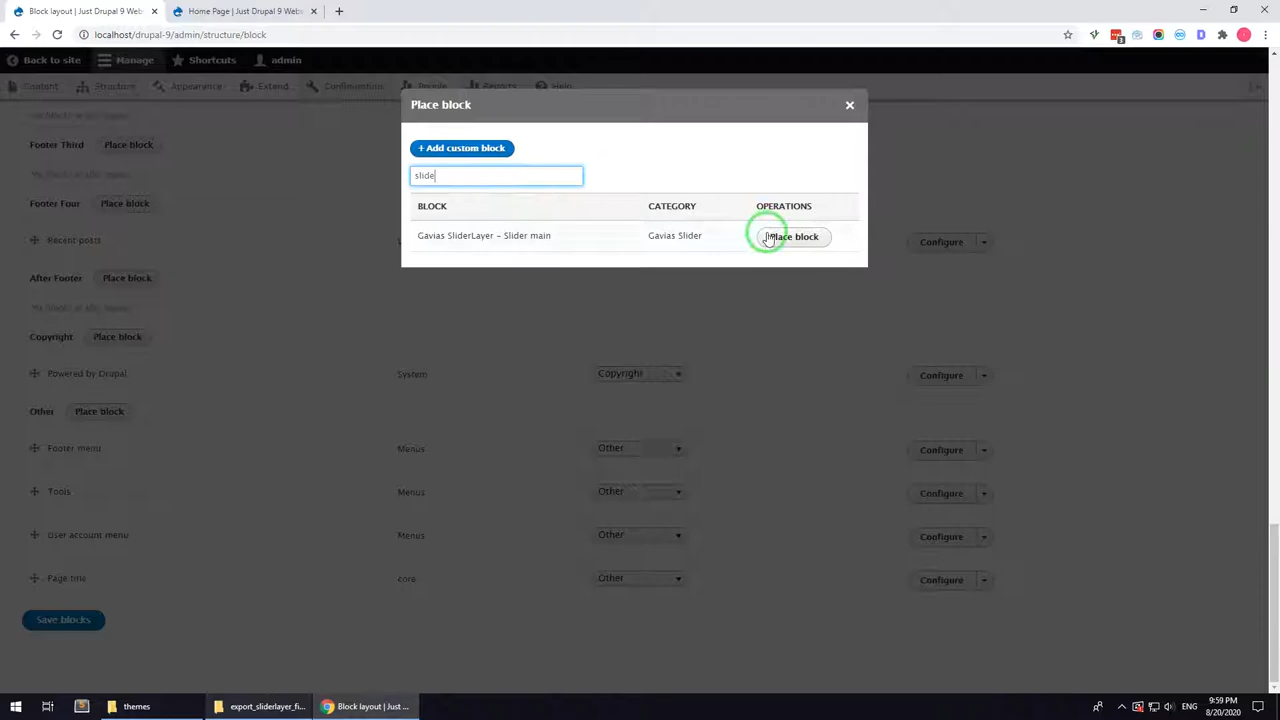 Block layout | Just Drupal 9 Webs
Home Page | Just Drupal 9 Webs
localhost/drupal-9/admin/structure/block
Back to site
Manage
Shortcuts
admin
Content
Structure
Appearance
Extend
Configuration
People
Reports
Help
Place block
+ Add custom block
slide
BLOCK
CATEGORY
OPERATIONS
Gavias SliderLayer - Slider main
Gavias Slider
Place block
Footer Third
Place block
Footer Four
Place block
Recent posts
Configure
After Footer
Place block
Copyright
Place block
Powered by Drupal
System
Copyright
Configure
Other
Place block
Footer menu
Menus
Other
Configure
Tools
Menus
Other
Configure
User account menu
Menus
Other
Configure
Page title
core
Other
Configure
Save blocks
themes
export_sliderlayer_fi...
Block layout | Just ...
ENG
9:59 PM
8/20/2020